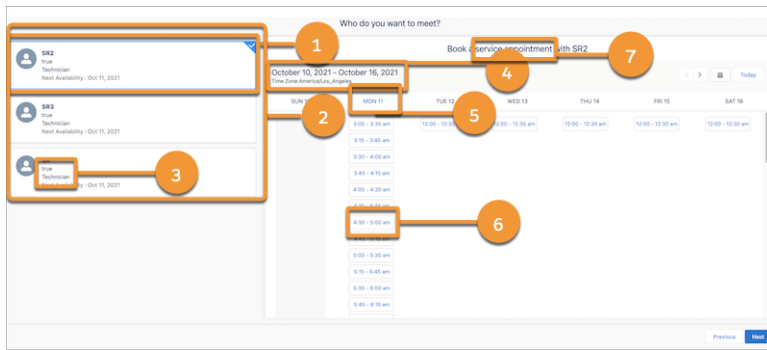 Who do you want to meet?
SR2
true
Technician
Next Availability : Oct 11, 2021
SR3
true
Technician
Next Availability : Oct 11, 2021
true
Technician
Next Availability : Oct 11, 2021
1
2
3
Book a service appointment with SR2
7
October 10, 2021 - October 16, 2021
Time Zone:America/Los_Angeles
4
Today
SUN
MON 11
TUE 12
WED 13
THU 14
FRI 15
SAT 16
5
3:00 - 3:30 am
12:00 - 12:30 am
12:00 - 12:30 am
12:00 - 12:30 am
12:00 - 12:30 am
3:15 - 3:45 am
3:30 - 4:00 am
3:45 - 4:15 am
4:00 - 4:30 am
4:30 - 5:00 am
6
5:00 - 5:30 am
5:15 - 5:45 am
5:30 - 6:00 am
5:45 - 6:15 am
Previous
Next